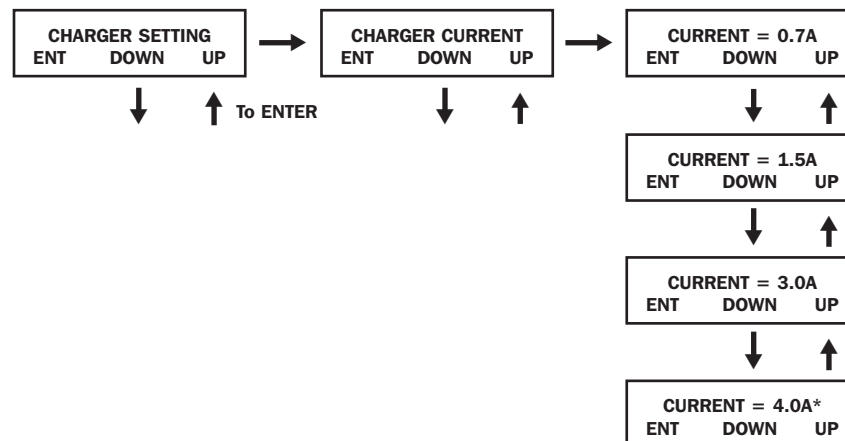 CHARGER SETTING
ENT DOWN UP
CHARGER CURRENT
ENT DOWN UP
CURRENT = 0.7A
ENT DOWN UP
To ENTER
CURRENT = 1.5A
ENT DOWN UP
CURRENT = 3.0A
ENT DOWN UP
CURRENT = 4.0A*
ENT DOWN UP